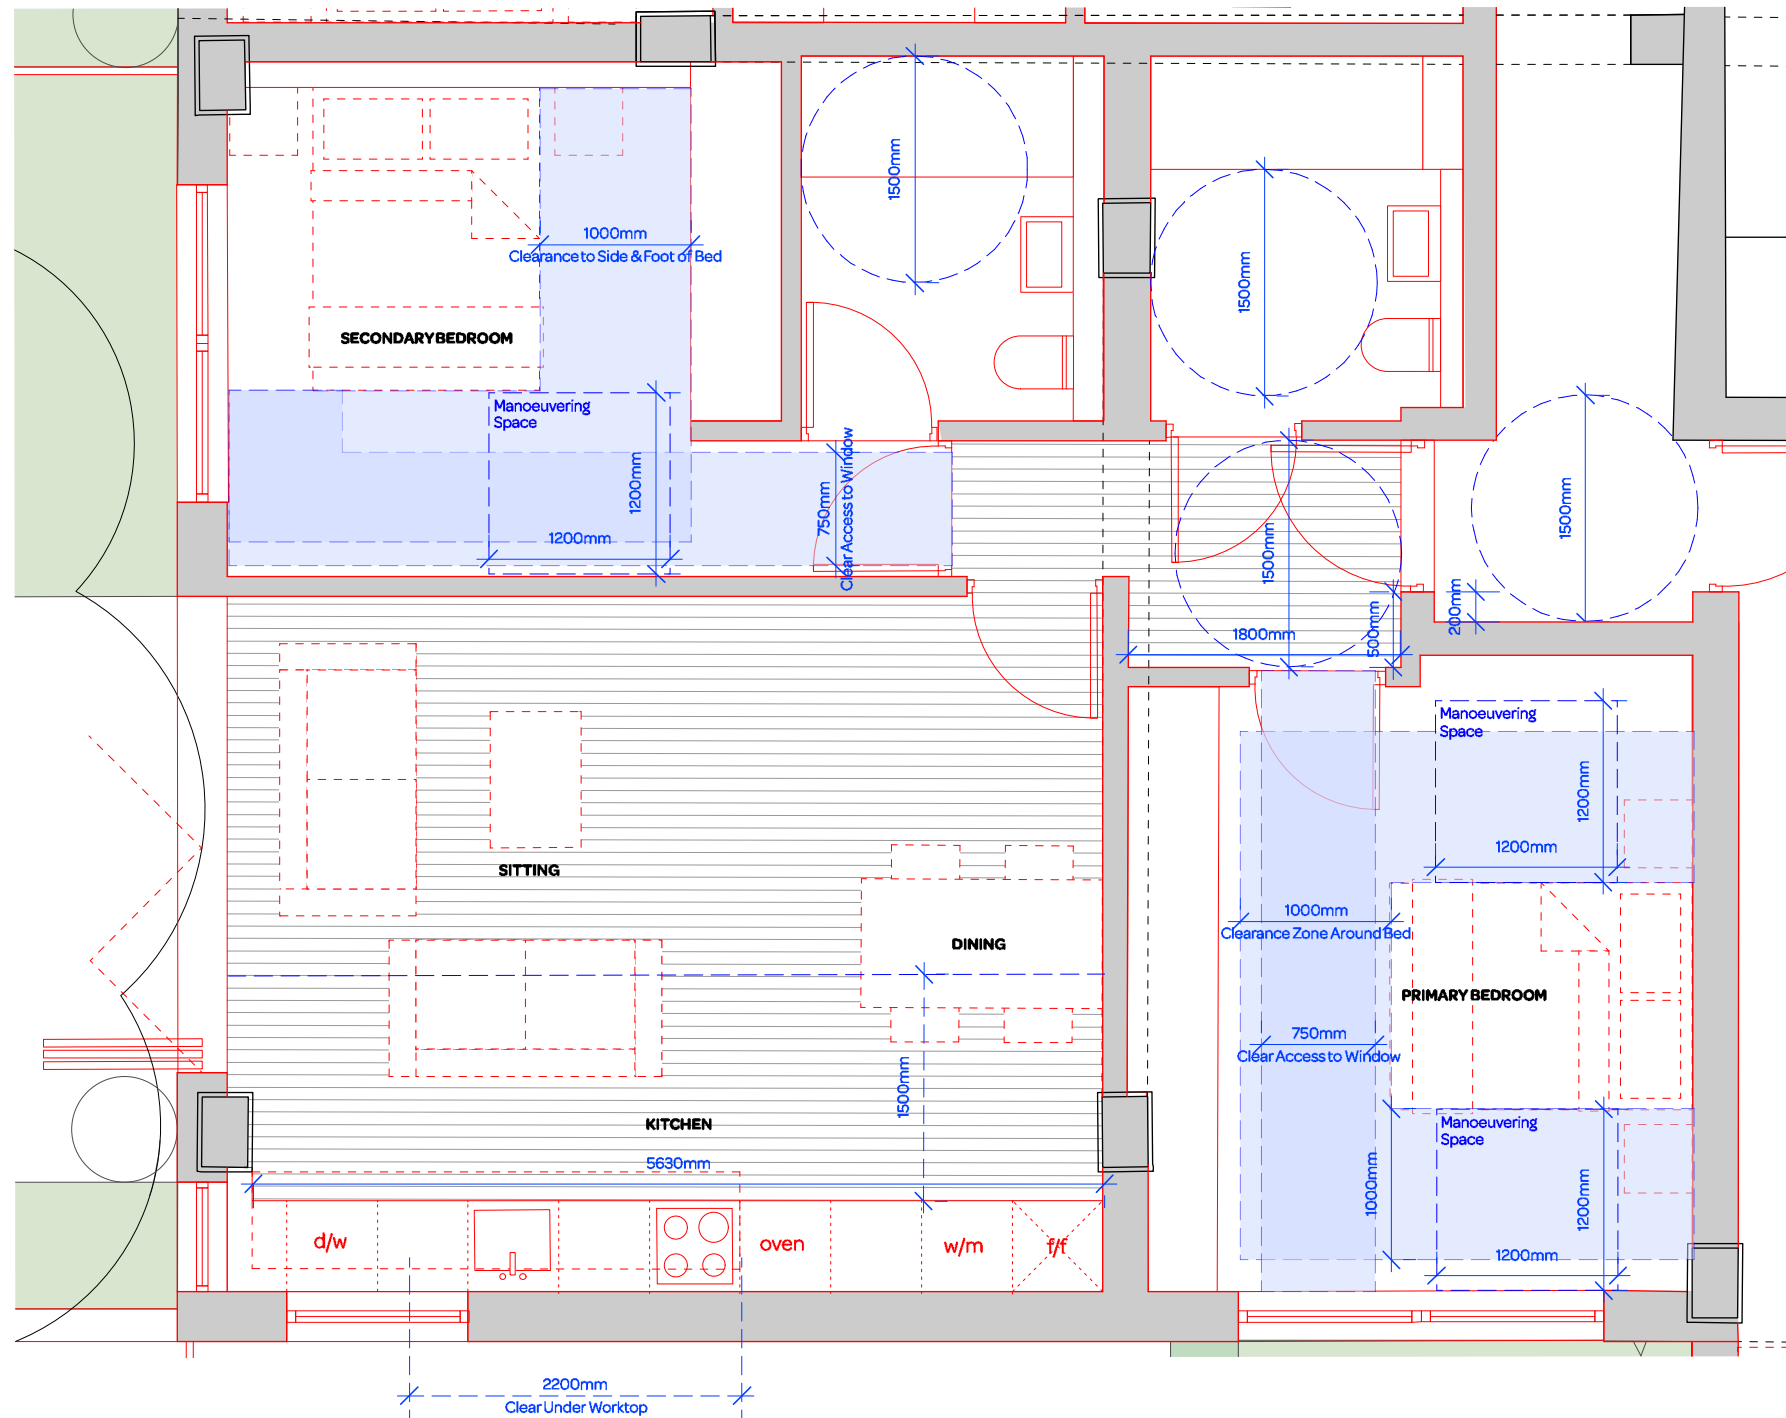 1500mm
1000mm
Clearance to Side & Foot of Bed
1500mm
SECONDARY BEDROOM
Manoeuvering
Space
1200mm
1200mm
750mm
Clear Access to Window
1500mm
1500mm
1800mm
500mm
200mm
Manoeuvering
Space
1200mm
1200mm
SITTING
DINING
1000mm
Clearance Zone Around Bed
PRIMARY BEDROOM
750mm
Clear Access to Window
1500mm
KITCHEN
5630mm
Manoeuvering
Space
1000mm
1200mm
1200mm
d/w
oven
w/m
f/f
2200mm
Clear Under Worktop